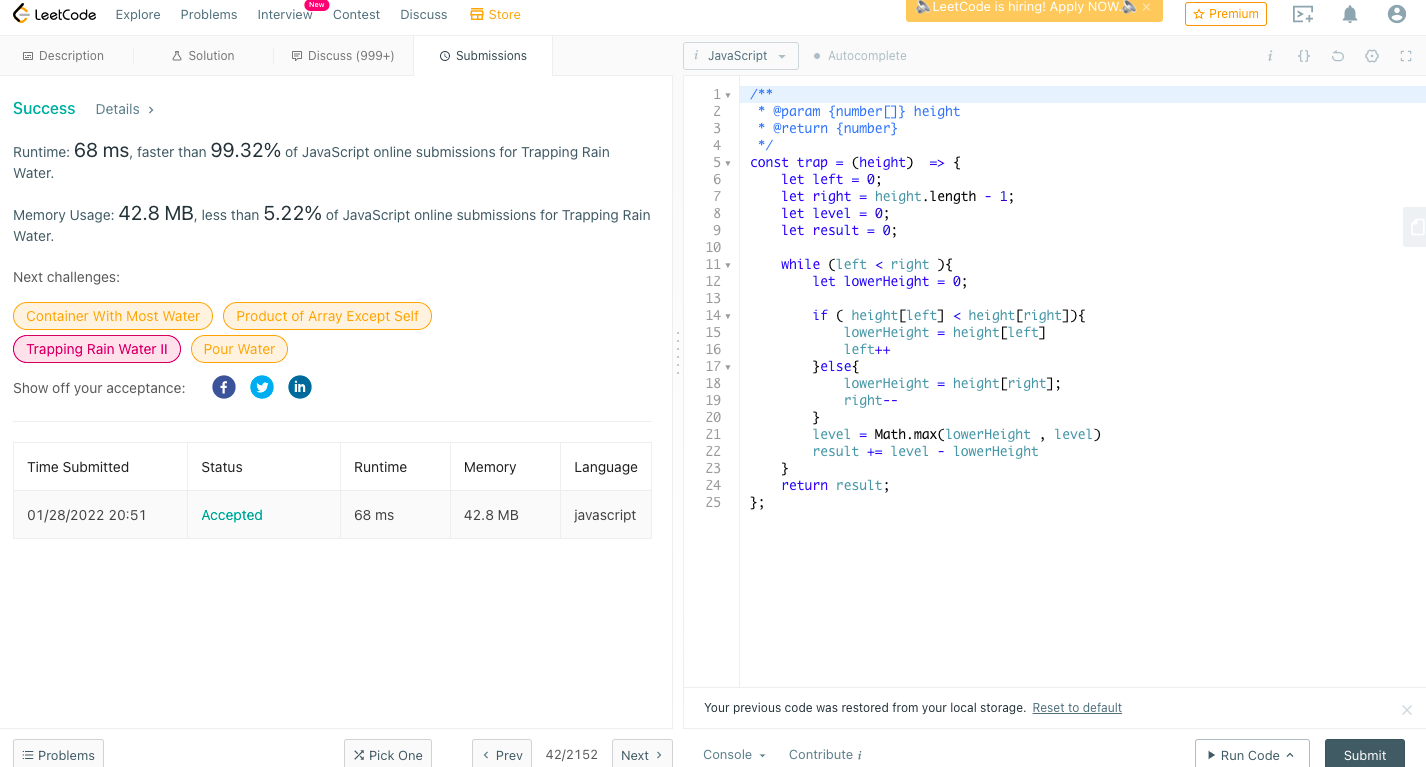 LeetCode Explore Problems Interview New Contest Discuss Store LeetCode is hiring! Apply NOW. × Premium
Description Solution Discuss (999+) Submissions
i JavaScript Autocomplete i {}
Success Details >
Runtime: 68 ms, faster than 99.32% of JavaScript online submissions for Trapping Rain
Water.
Memory Usage: 42.8 MB, less than 5.22% of JavaScript online submissions for Trapping Rain
Water.
Next challenges:
Container With Most Water Product of Array Except Self
Trapping Rain Water II Pour Water
Show off your acceptance: f in
Time Submitted Status Runtime Memory Language
01/28/2022 20:51 Accepted 68 ms 42.8 MB javascript
1 /**
2 * @param {number[]} height
3 * @return {number}
4 */
5 const trap = (height)  => {
6     let left = 0;
7     let right = height.length - 1;
8     let level = 0;
9     let result = 0;
10
11     while (left < right ){
12         let lowerHeight = 0;
13
14         if ( height[left] < height[right]){
15             lowerHeight = height[left]
16             left++
17         }else{
18             lowerHeight = height[right];
19             right--
20         }
21         level = Math.max(lowerHeight , level)
22         result += level - lowerHeight
23     }
24     return result;
25 };
Your previous code was restored from your local storage. Reset to default ×
Problems Pick One < Prev 42/2152 Next > Console Contribute i Run Code Submit